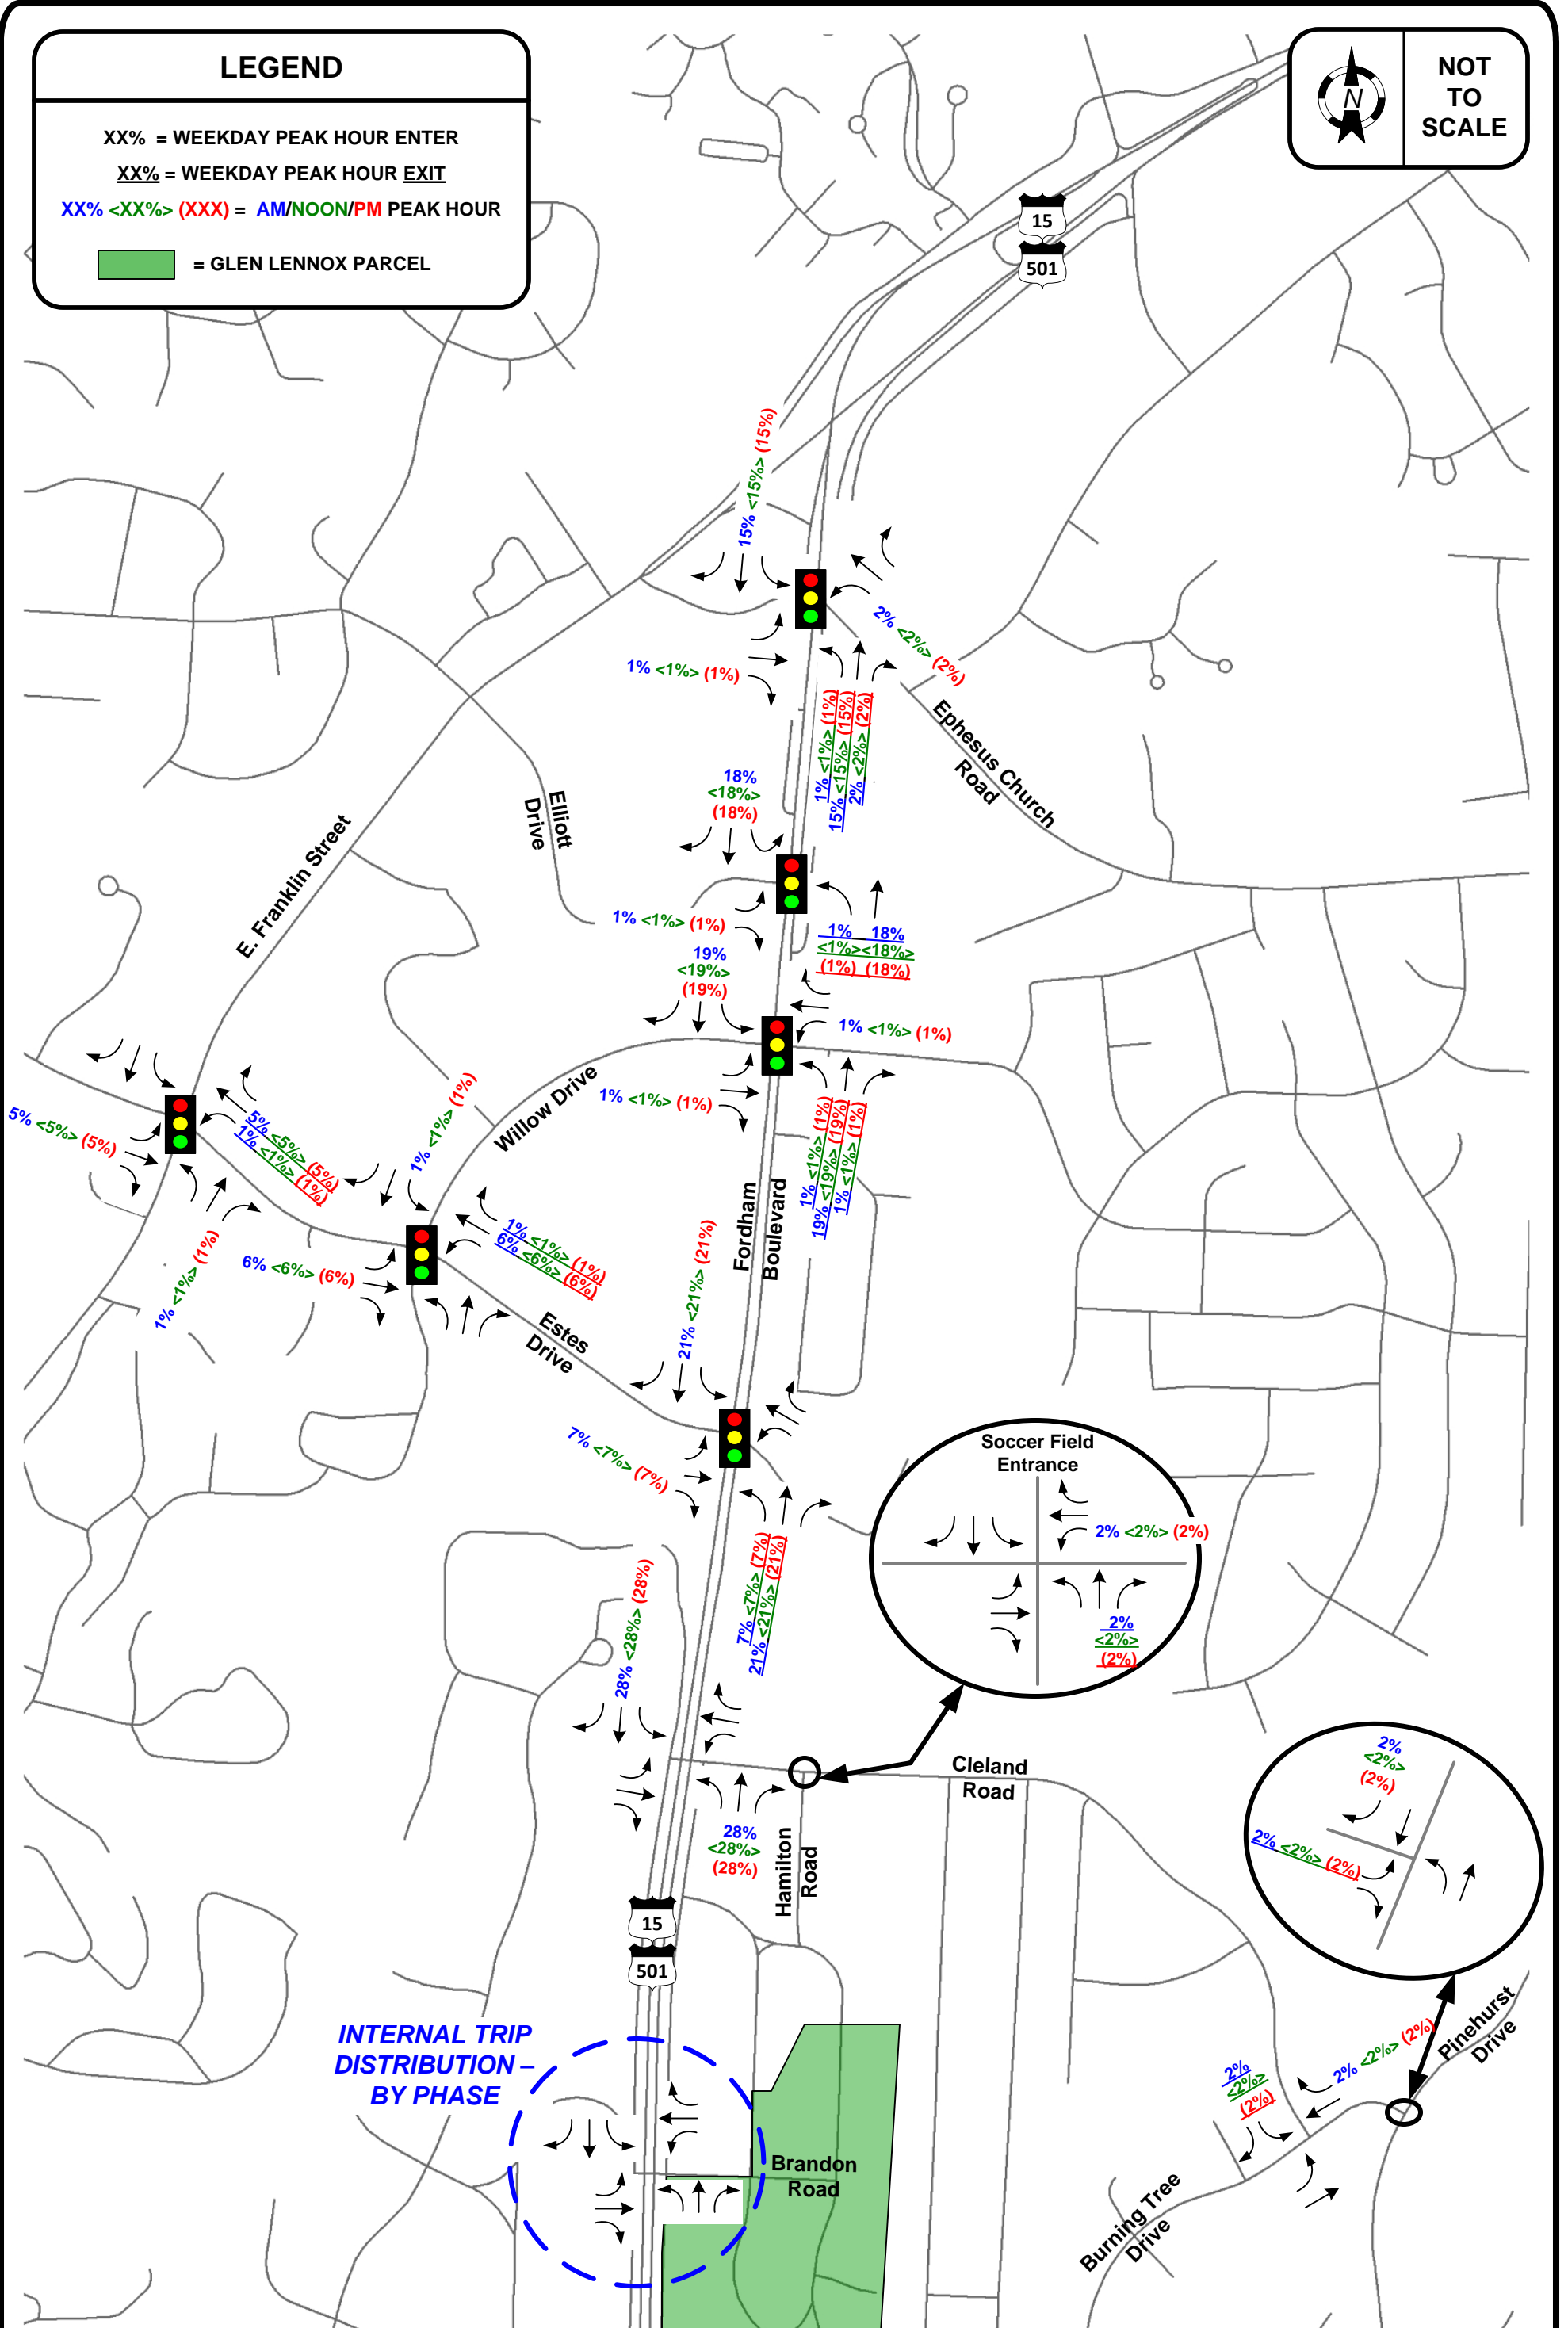 LEGEND
XX% = WEEKDAY PEAK HOUR ENTER
XX% = WEEKDAY PEAK HOUR EXIT
XX% <XX%> (XXX) = AM/NOON/PM PEAK HOUR
= GLEN LENNOX PARCEL
N
NOT
TO
SCALE
15
501
15% <15%> (15%)
2% <2%> (2%)
1% <1%> (1%)
1% <1%> (1%)
15% <15%> (15%)
2% <2%> (2%)
Ephesus Church
Road
18%
<18%>
(18%)
Elliott
Drive
E. Franklin Street
1% <1%> (1%)
1% 18%
<1%><18%>
(1%) (18%)
19%
<19%>
(19%)
1% <1%> (1%)
1% <1%> (1%)
Willow Drive
1% <1%> (1%)
19% <19%> (19%)
1% <1%> (1%)
5% <5%> (5%)
5% <5%> (5%)
1% <1%> (1%)
1% <1%> (1%)
1% <1%> (1%)
6% <6%> (6%)
1% <1%> (1%)
6% <6%> (6%)
Fordham
Boulevard
21% <21%> (21%)
Estes
Drive
7% <7%> (7%)
7% <7%> (7%)
21% <21%> (21%)
Soccer Field
Entrance
2% <2%> (2%)
2%
<2%>
(2%)
28% <28%> (28%)
Cleland
Road
28%
<28%>
(28%)
Hamilton
Road
2%
<2%>
(2%)
2% <2%> (2%)
15
501
INTERNAL TRIP
DISTRIBUTION –
BY PHASE
Pinehurst
Drive
2% <2%> (2%)
2%
<2%>
(2%)
Brandon
Road
Burning Tree
Drive